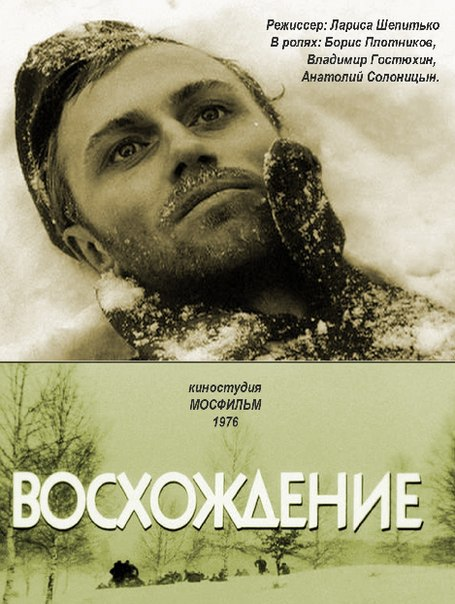 Режиссер: Лариса Шепитько
В ролях: Борис Плотников,
Владимир Гостюхин,
Анатолий Солоницын.
киностудия
МОСФИЛЬМ
1976
ВОСХОЖДЕНИЕ